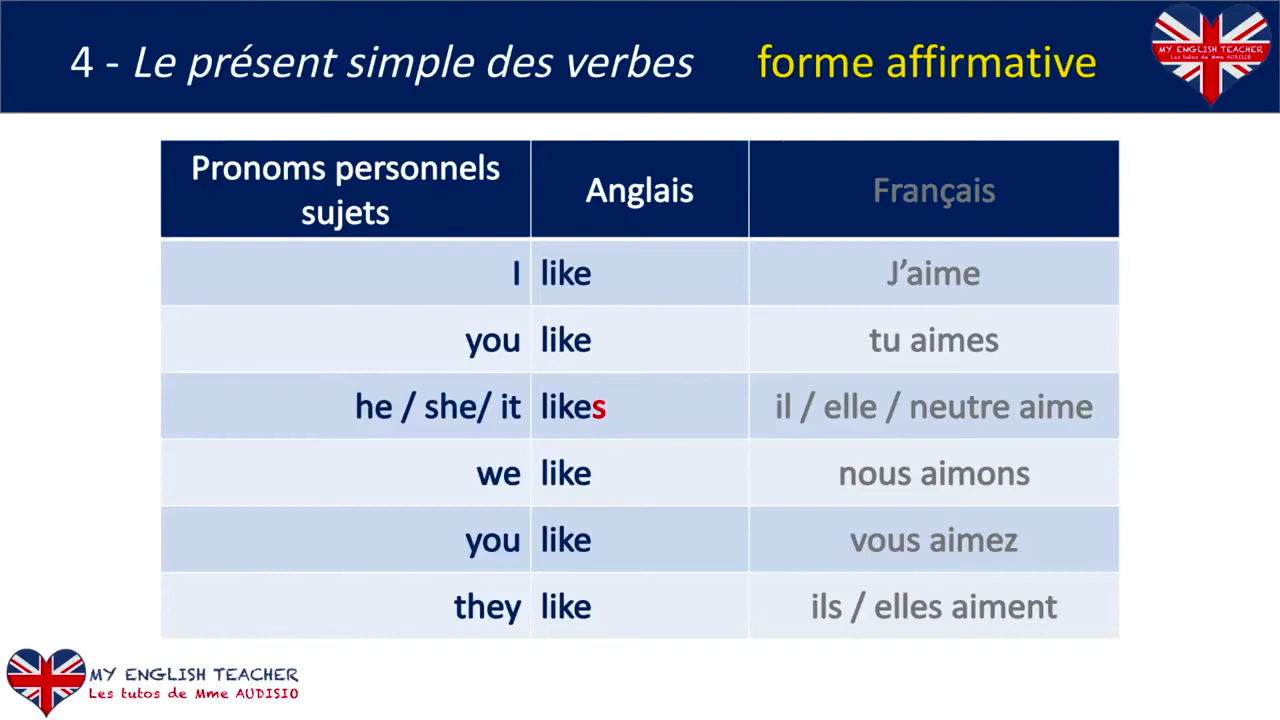 4 - Le présent simple des verbes forme affirmative
MY ENGLISH TEACHER
Les tutos de Mme AUDISIO
Pronoms personnels sujets Anglais Français
I like J’aime
you like tu aimes
he / she/ it likes il / elle / neutre aime
we like nous aimons
you like vous aimez
they like ils / elles aiment
MY ENGLISH TEACHER
Les tutos de Mme AUDISIO